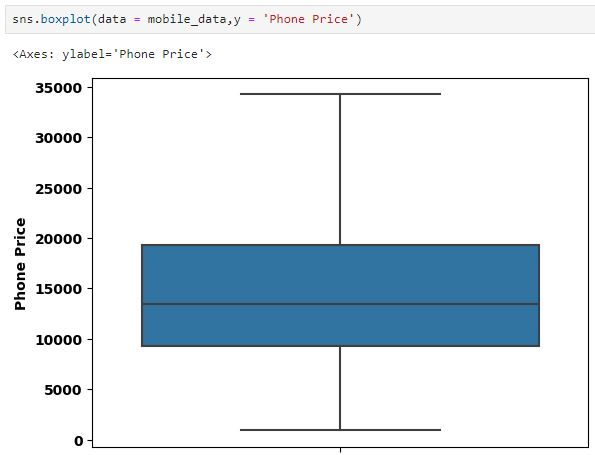 sns.boxplot(data = mobile_data,y = 'Phone Price')
<Axes: ylabel='Phone Price'>
35000
30000
25000
20000
15000
10000
5000
0
Phone Price